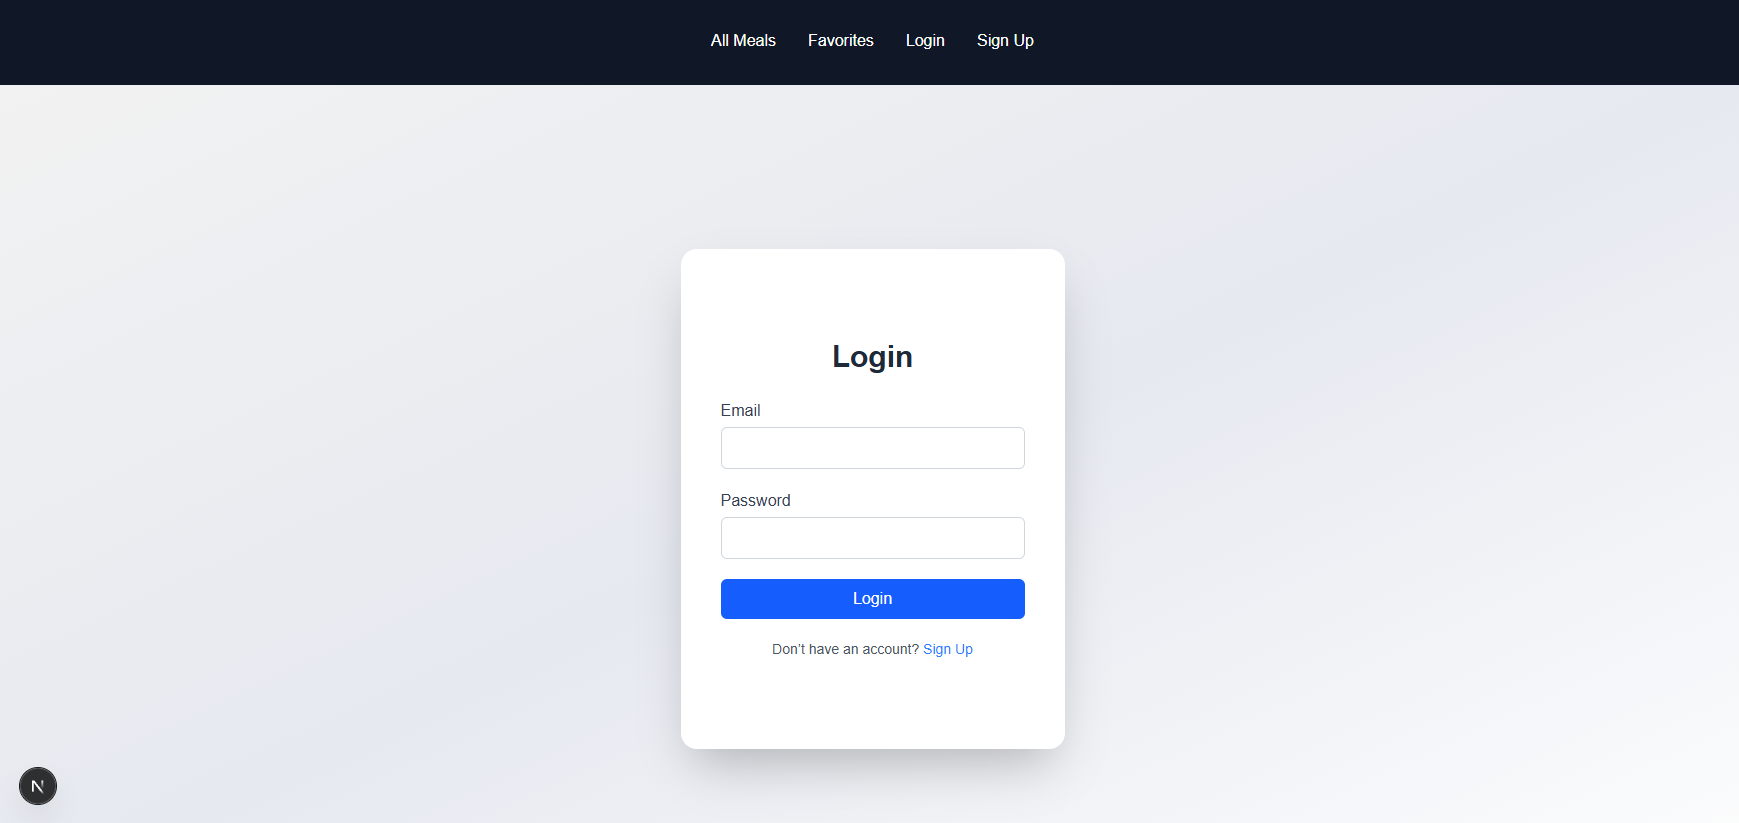 All Meals Favorites Login Sign Up
Login
Email
Password
Login
Don't have an account? Sign Up
N